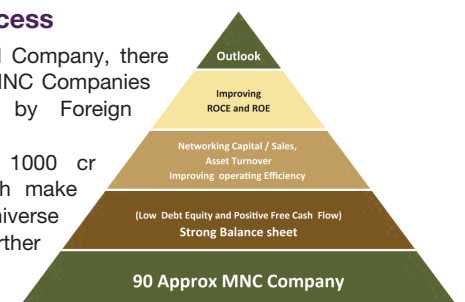 cess
Company, there
MNC Companies
by Foreign
1000 cr
make
niverse
rther
Outlook
Improving
ROCE and ROE
Networking Capital / Sales,
Asset Turnover
Improving operating Efficiency
(Low Debt Equity and Positive Free Cash Flow)
Strong Balance sheet
90 Approx MNC Company